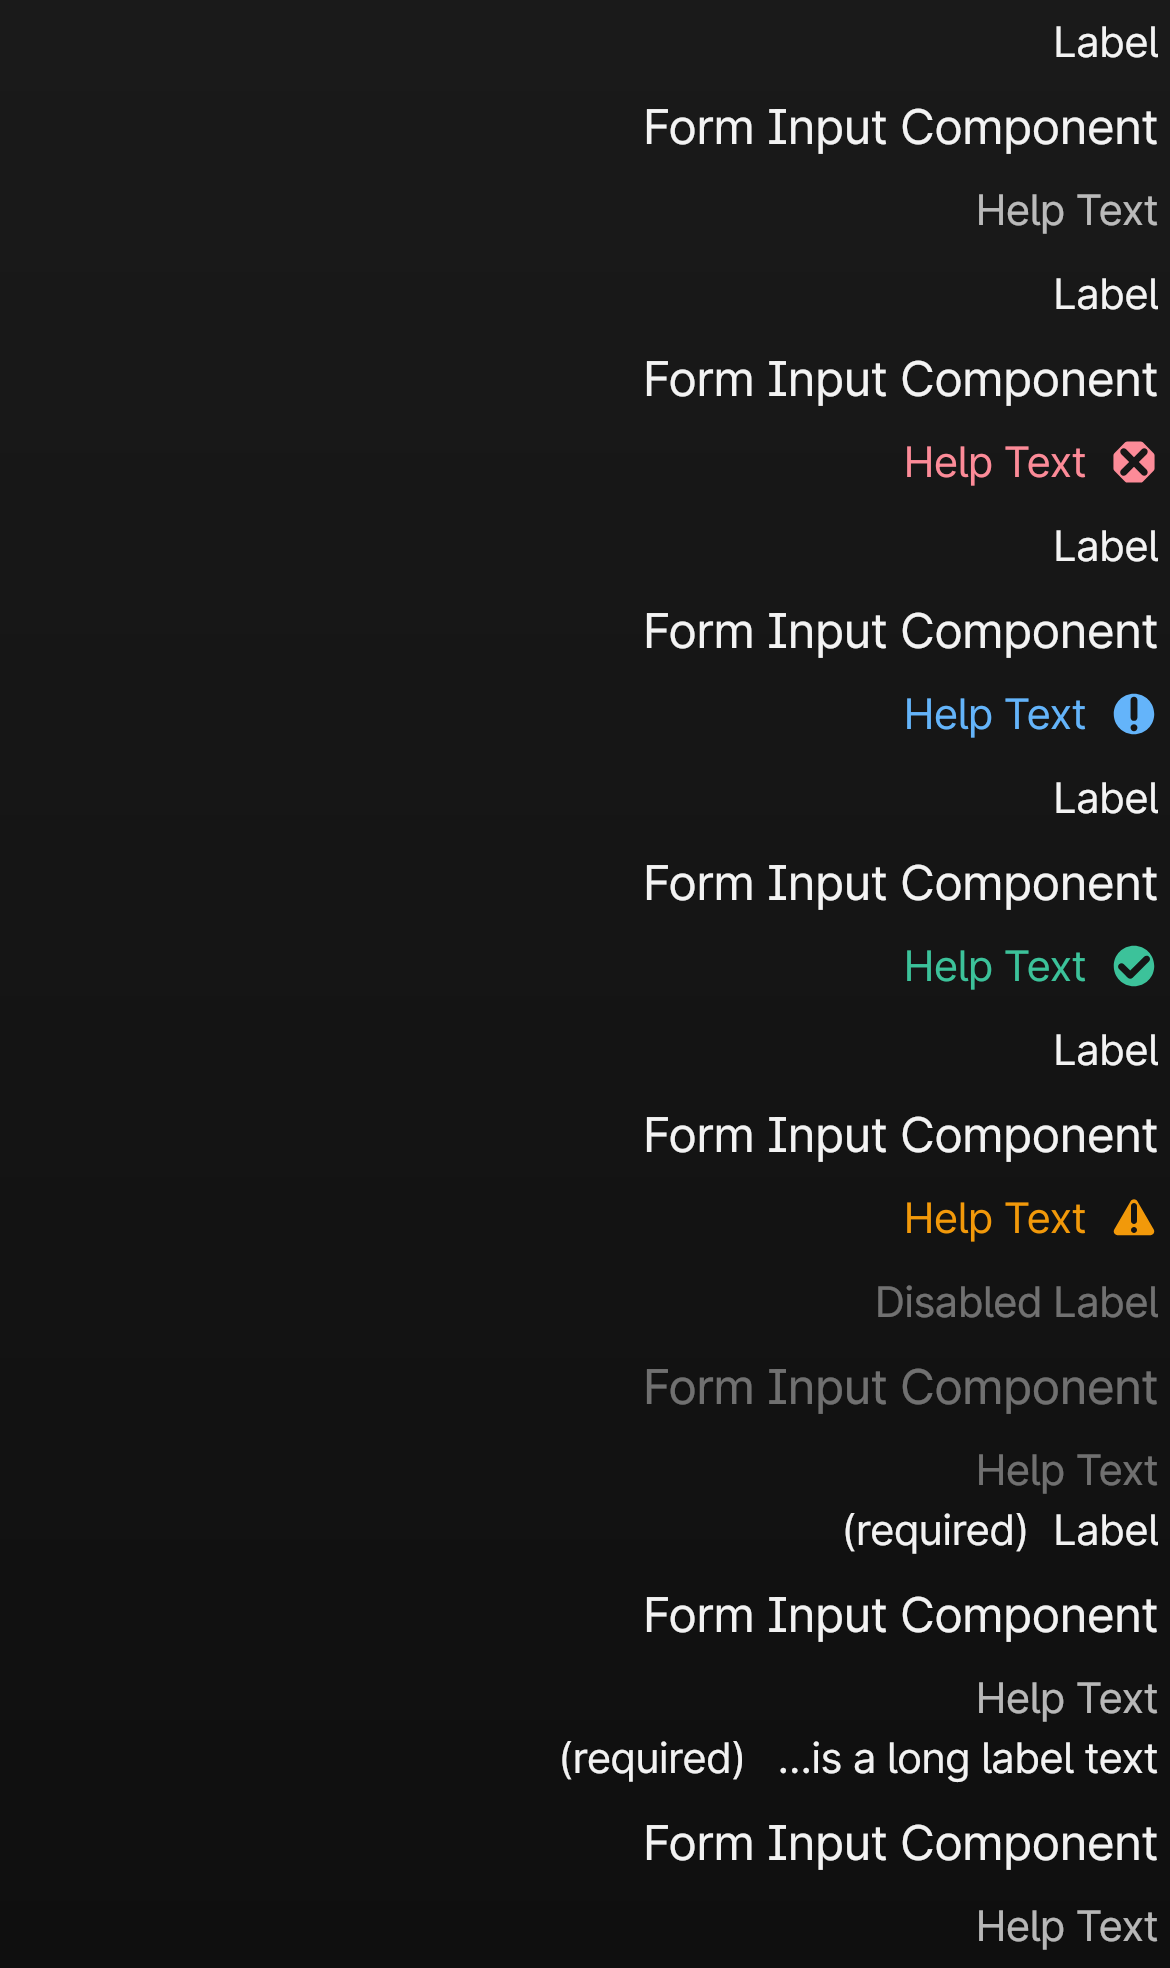 Label
Form Input Component
Help Text
Label
Form Input Component
Help Text
Label
Form Input Component
Help Text
Label
Form Input Component
Help Text
Label
Form Input Component
Help Text
Disabled Label
Form Input Component
Help Text
(required) Label
Form Input Component
Help Text
(required) ...is a long label text
Form Input Component
Help Text